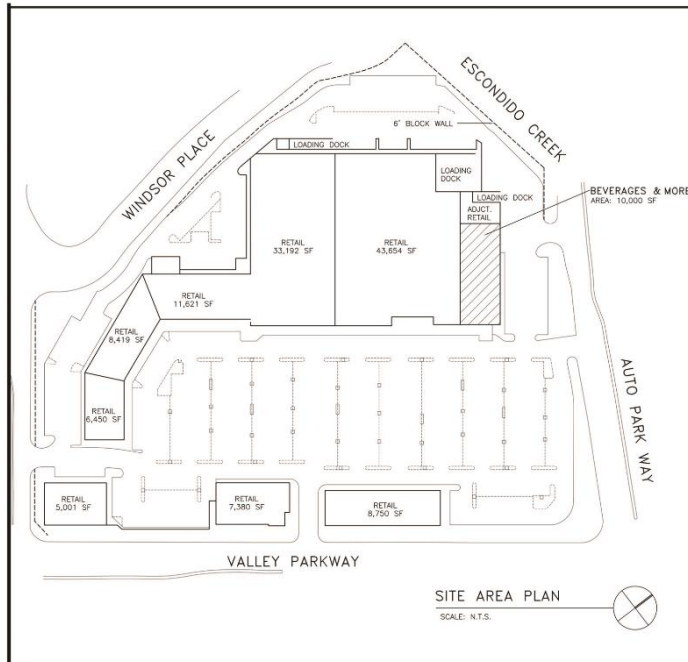 ESCONDIDO CREEK
WINDSOR PLACE
6" BLOCK WALL
LOADING DOCK
LOADING
DOCK
LOADING DOCK
BEVERAGES & MORE
AREA: 10,000 SF
ADJCT.
RETAIL
RETAIL
33,192 SF
RETAIL
43,654 SF
RETAIL
11,621 SF
RETAIL
8,419 SF
RETAIL
6,450 SF
AUTO PARK WAY
RETAIL
5,001 SF
RETAIL
7,380 SF
RETAIL
8,750 SF
VALLEY PARKWAY
SITE AREA PLAN
SCALE: N.T.S.